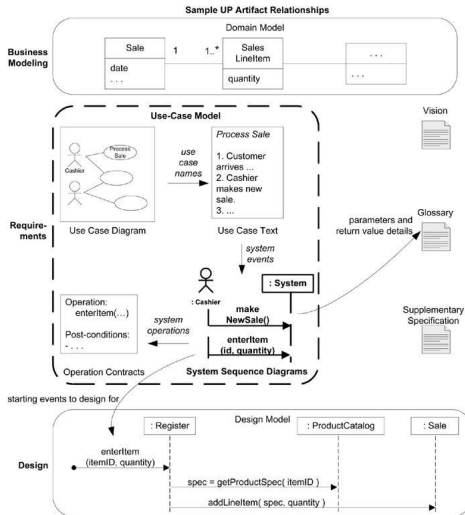 Sample UP Artifact Relationships
Domain Model
Business
Modeling
Sale
1
1..*
Sales
LineItem
. . .
date
. . .
quantity
. . .
Use-Case Model
Vision
Process
Sale
Cashier
use
case
names
Process Sale
1. Customer
arrives ...
2. Cashier
makes new
sale.
3. ...
Use Case Diagram
Use Case Text
Require-
ments
parameters and
return value details
Glossary
system
events
: Cashier
: System
Operation:
enterItem(…)
Post-conditions:
- . . .
system
operations
make
NewSale()
enterItem
(id, quantity)
Supplementary
Specification
Operation Contracts
System Sequence Diagrams
starting events to design for
Design Model
: Register
: ProductCatalog
: Sale
Design
enterItem
(itemID, quantity)
spec = getProductSpec( itemID )
addLineItem( spec, quantity )